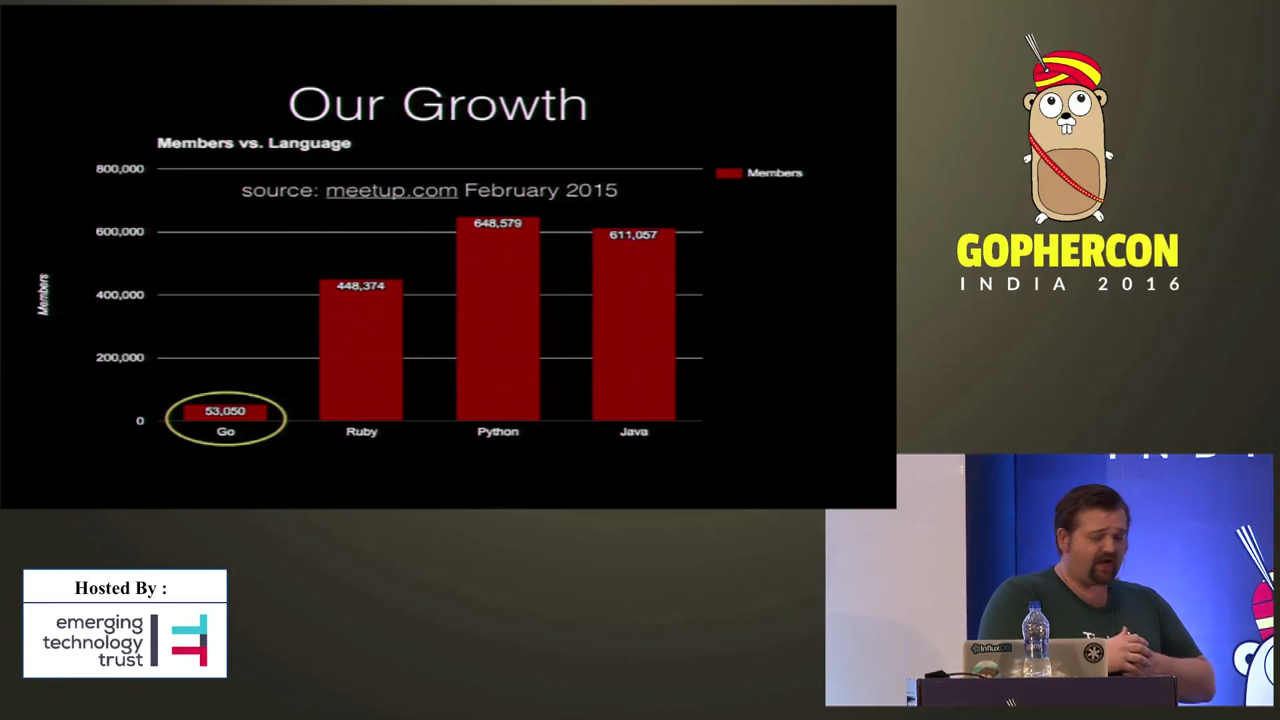 Our Growth
Members vs. Language
800,000
Members
source: meetup.com February 2015
648,579
600,000
611,057
Members
448,374
400,000
200,000
53,050
0
Go
Ruby
Python
Java
GOPHERCON
INDIA 2016
Hosted By :
emerging
technology
trust
InfluxDB